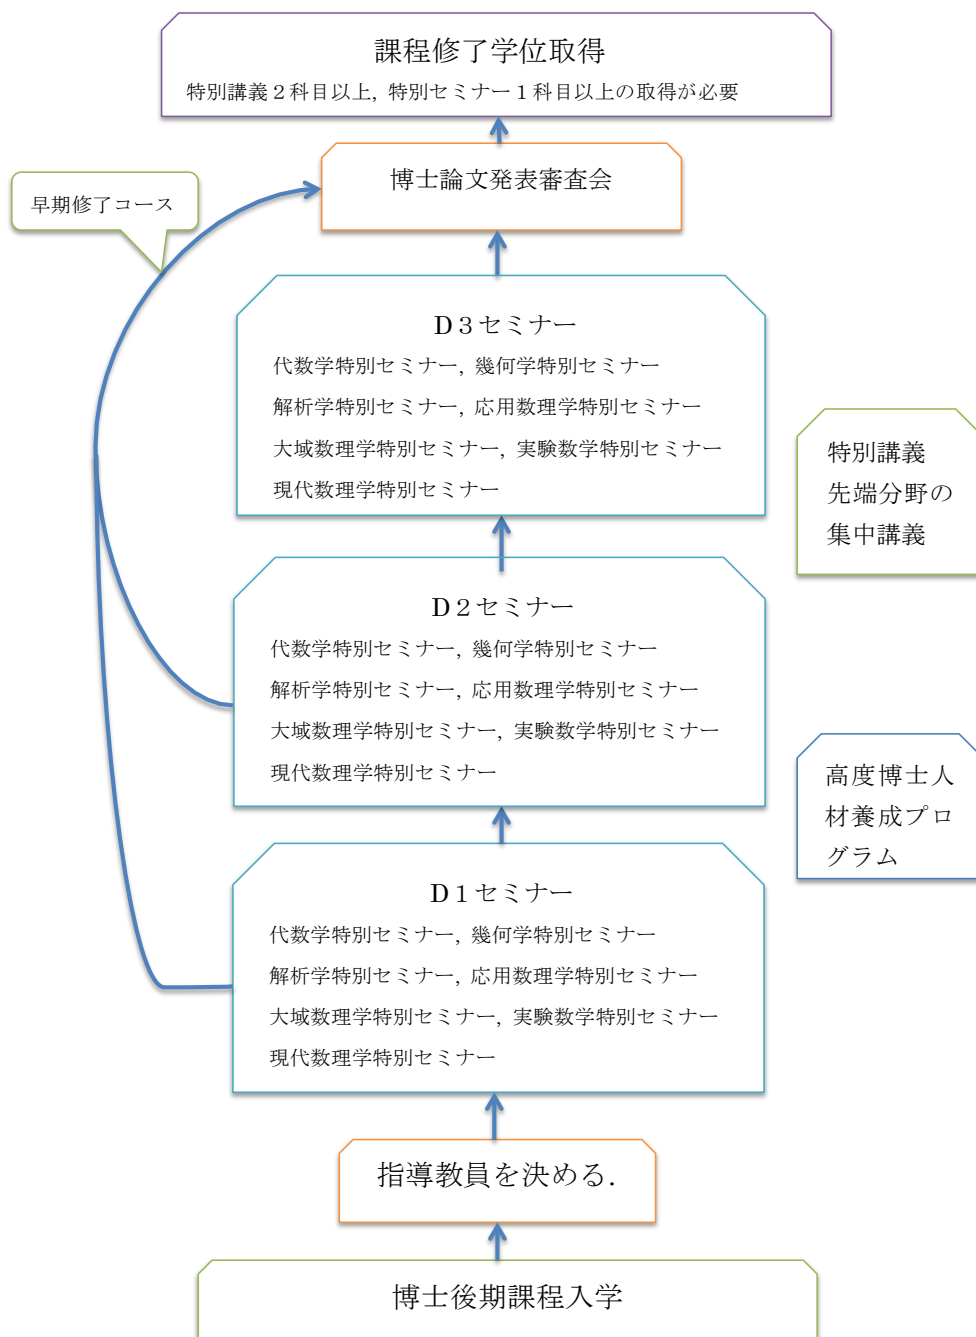 課程修了学位取得
特別講義２科目以上, 特別セミナー１科目以上の取得が必要
博士論文発表審査会
早期修了コース
D３セミナー
代数学特別セミナー, 幾何学特別セミナー
解析学特別セミナー, 応用数理学特別セミナー
大域数理学特別セミナー, 実験数学特別セミナー
現代数理学特別セミナー
特別講義
先端分野の
集中講義
D２セミナー
代数学特別セミナー, 幾何学特別セミナー
解析学特別セミナー, 応用数理学特別セミナー
大域数理学特別セミナー, 実験数学特別セミナー
現代数理学特別セミナー
高度博士人
材養成プロ
グラム
D１セミナー
代数学特別セミナー, 幾何学特別セミナー
解析学特別セミナー, 応用数理学特別セミナー
大域数理学特別セミナー, 実験数学特別セミナー
現代数理学特別セミナー
指導教員を決める.
博士後期課程入学